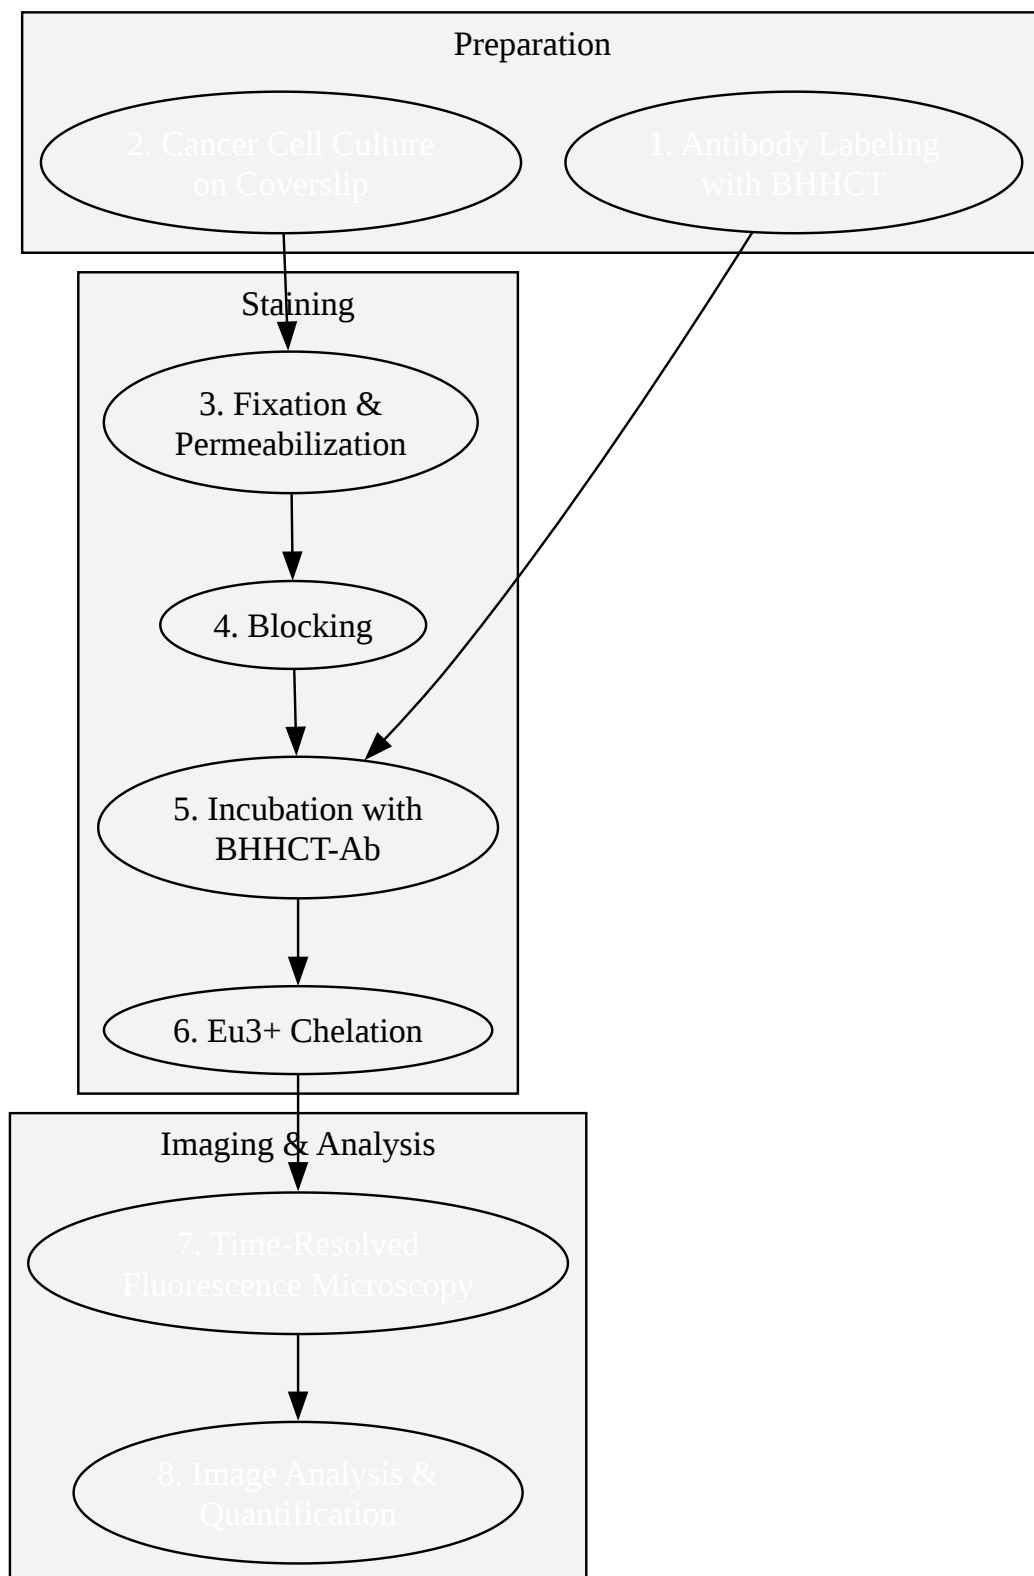 Preparation
2. Cancer Cell Culture
on Coverslip
1. Antibody Labeling
with BHHCT
Staining
3. Fixation &
Permeabilization
4. Blocking
5. Incubation with
BHHCT-Ab
6. Eu3+ Chelation
Imaging & Analysis
7. Time-Resolved
Fluorescence Microscopy
8. Image Analysis &
Quantification